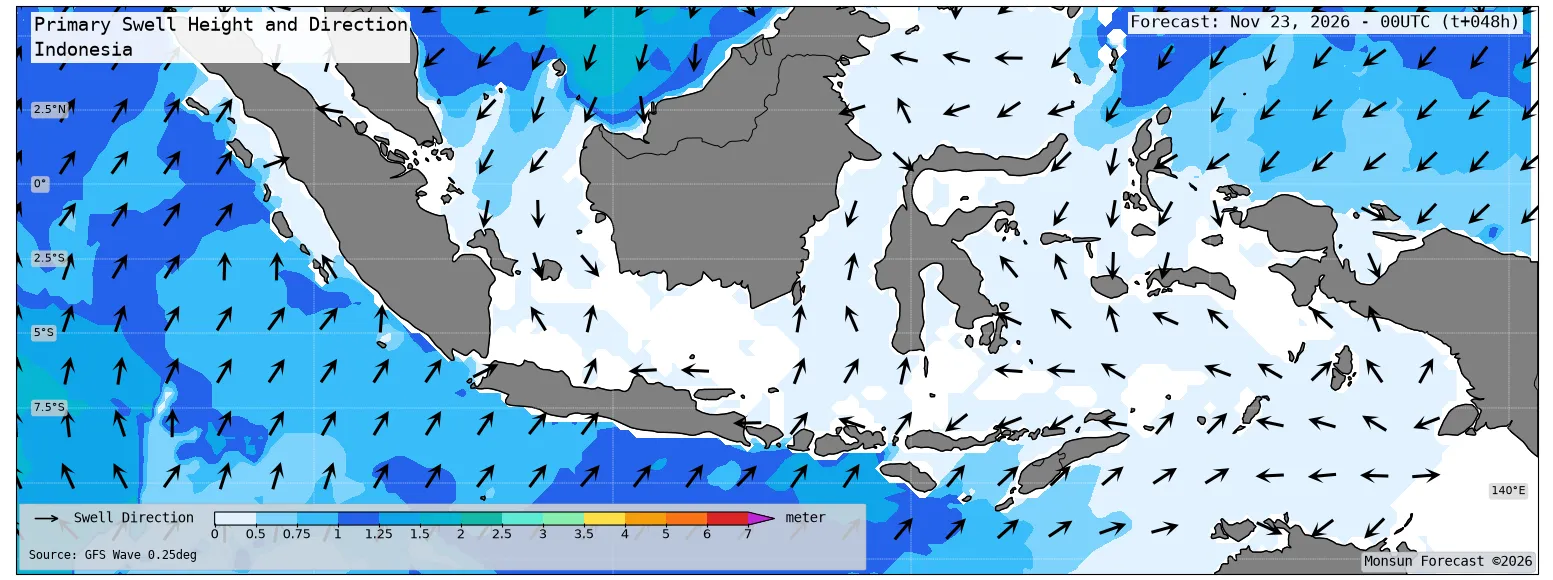 Primary Swell Height and Direction
Indonesia
Forecast: Nov 23, 2026 - 00UTC (t+048h)
2.5°N
0°
2.5°S
5°S
7.5°S
140°E
Swell Direction
0 0.5 0.75 1 1.25 1.5 2 2.5 3 3.5 4 5 6 7
meter
Source: GFS Wave 0.25deg
Monsun Forecast ©2026